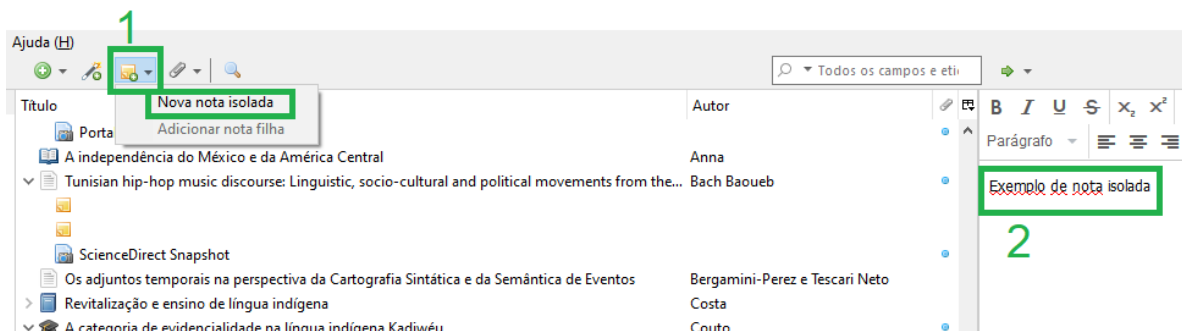 1
Ajuda (H)
Todos os campos e eti
Nova nota isolada
Adicionar nota filha
Título Autor
B I U S X₂ X²
Porta
Parágrafo
A independência do México e da América Central Anna
Tunisian hip-hop music discourse: Linguistic, socio-cultural and political movements from the... Bach Baoueb
Exemplo de nota isolada
2
ScienceDirect Snapshot
Os adjuntos temporais na perspectiva da Cartografia Sintática e da Semântica de Eventos Bergamini-Perez e Tescari Neto
Revitalização e ensino de língua indígena Costa
A categoria de evidencialidade na língua indígena Kadiwéu Couto